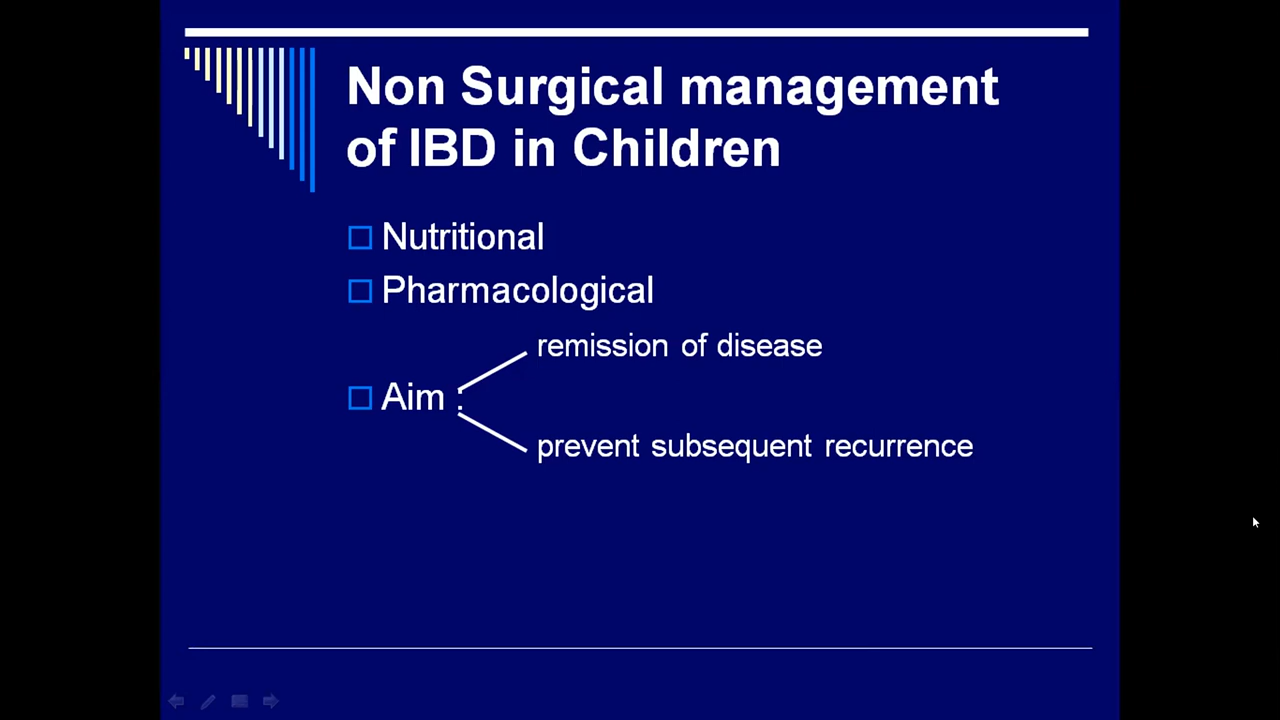 Non Surgical management
of IBD in Children
Nutritional
Pharmacological
remission of disease
Aim :
prevent subsequent recurrence